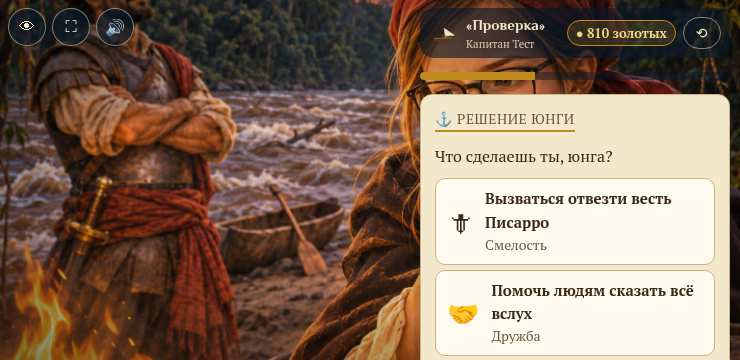 «Проверка»
Капитан Тест
810 золотых
РЕШЕНИЕ ЮНГИ
Что сделаешь ты, юнга?
Вызваться отвезти весть
Писарро
Смелость
Помочь людям сказать всё
вслух
Дружба